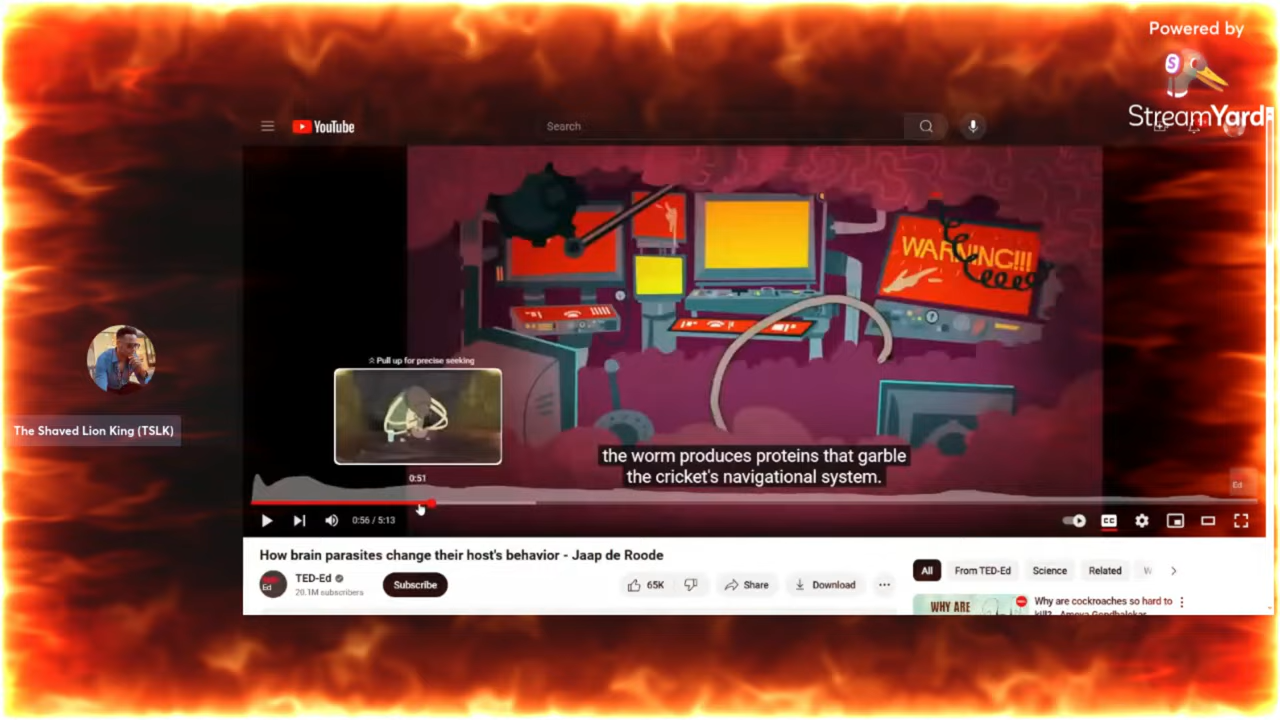 Powered by
StreamYard
YouTube
Search
WARNING!!!
Pull up for precise seeking
The Shaved Lion King (TSLK)
the worm produces proteins that garble
the cricket's navigational system.
0:51
Ed
0:56 / 5:13
CC
How brain parasites change their host's behavior - Jaap de Roode
TED-Ed
20.1M subscribers
Subscribe
65K
Share
Download
All
From TED-Ed
Science
Related
WHY ARE
Why are cockroaches so hard to